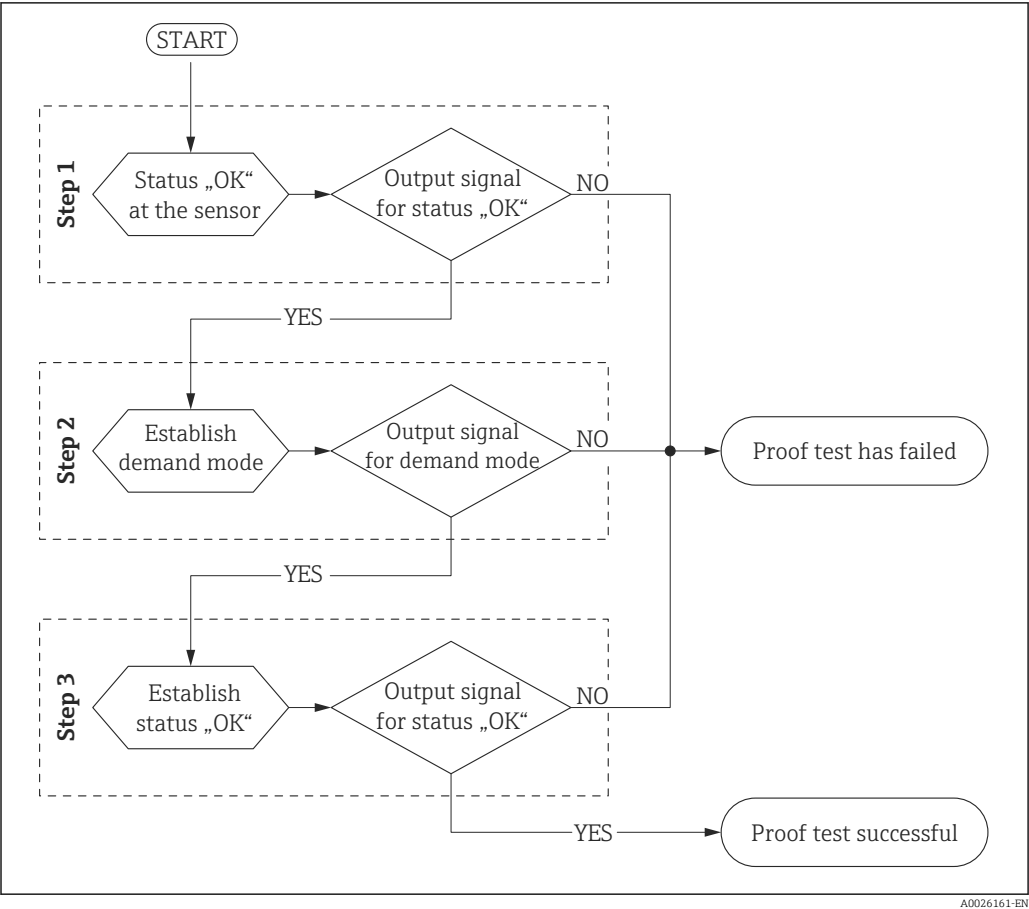 START
Step 1
Status „OK“
at the sensor
Output signal
for status „OK“
NO
YES
Step 2
Establish
demand mode
Output signal
for demand mode
NO
Proof test has failed
YES
Step 3
Establish
status „OK“
Output signal
for status „OK“
NO
YES
Proof test successful
A0026161-EN